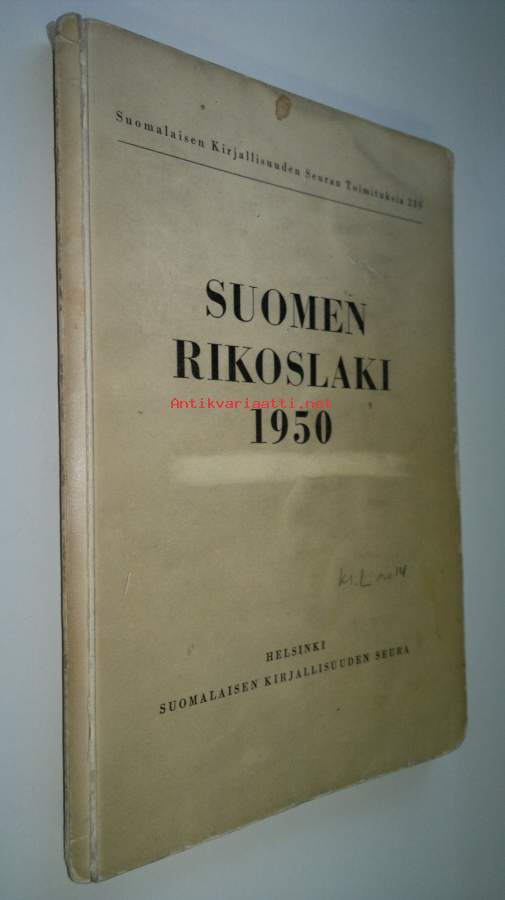 Suomalaisen Kirjallisuuden Seuran Toimituksia
SUOMEN
RIKOSLAKI
Antikvariaatti.net
1950
HELSINKI
SUOMALAISEN KIRJALLISUUDEN SEURA